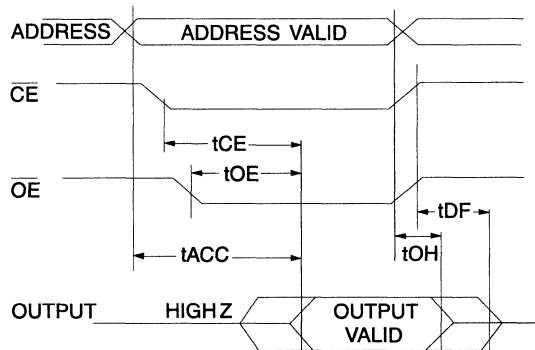 ADDRESS
ADDRESS VALID
CE
tCE
tOE
OE
tDF
tOH
tACC
OUTPUT
HIGH Z
OUTPUT
VALID